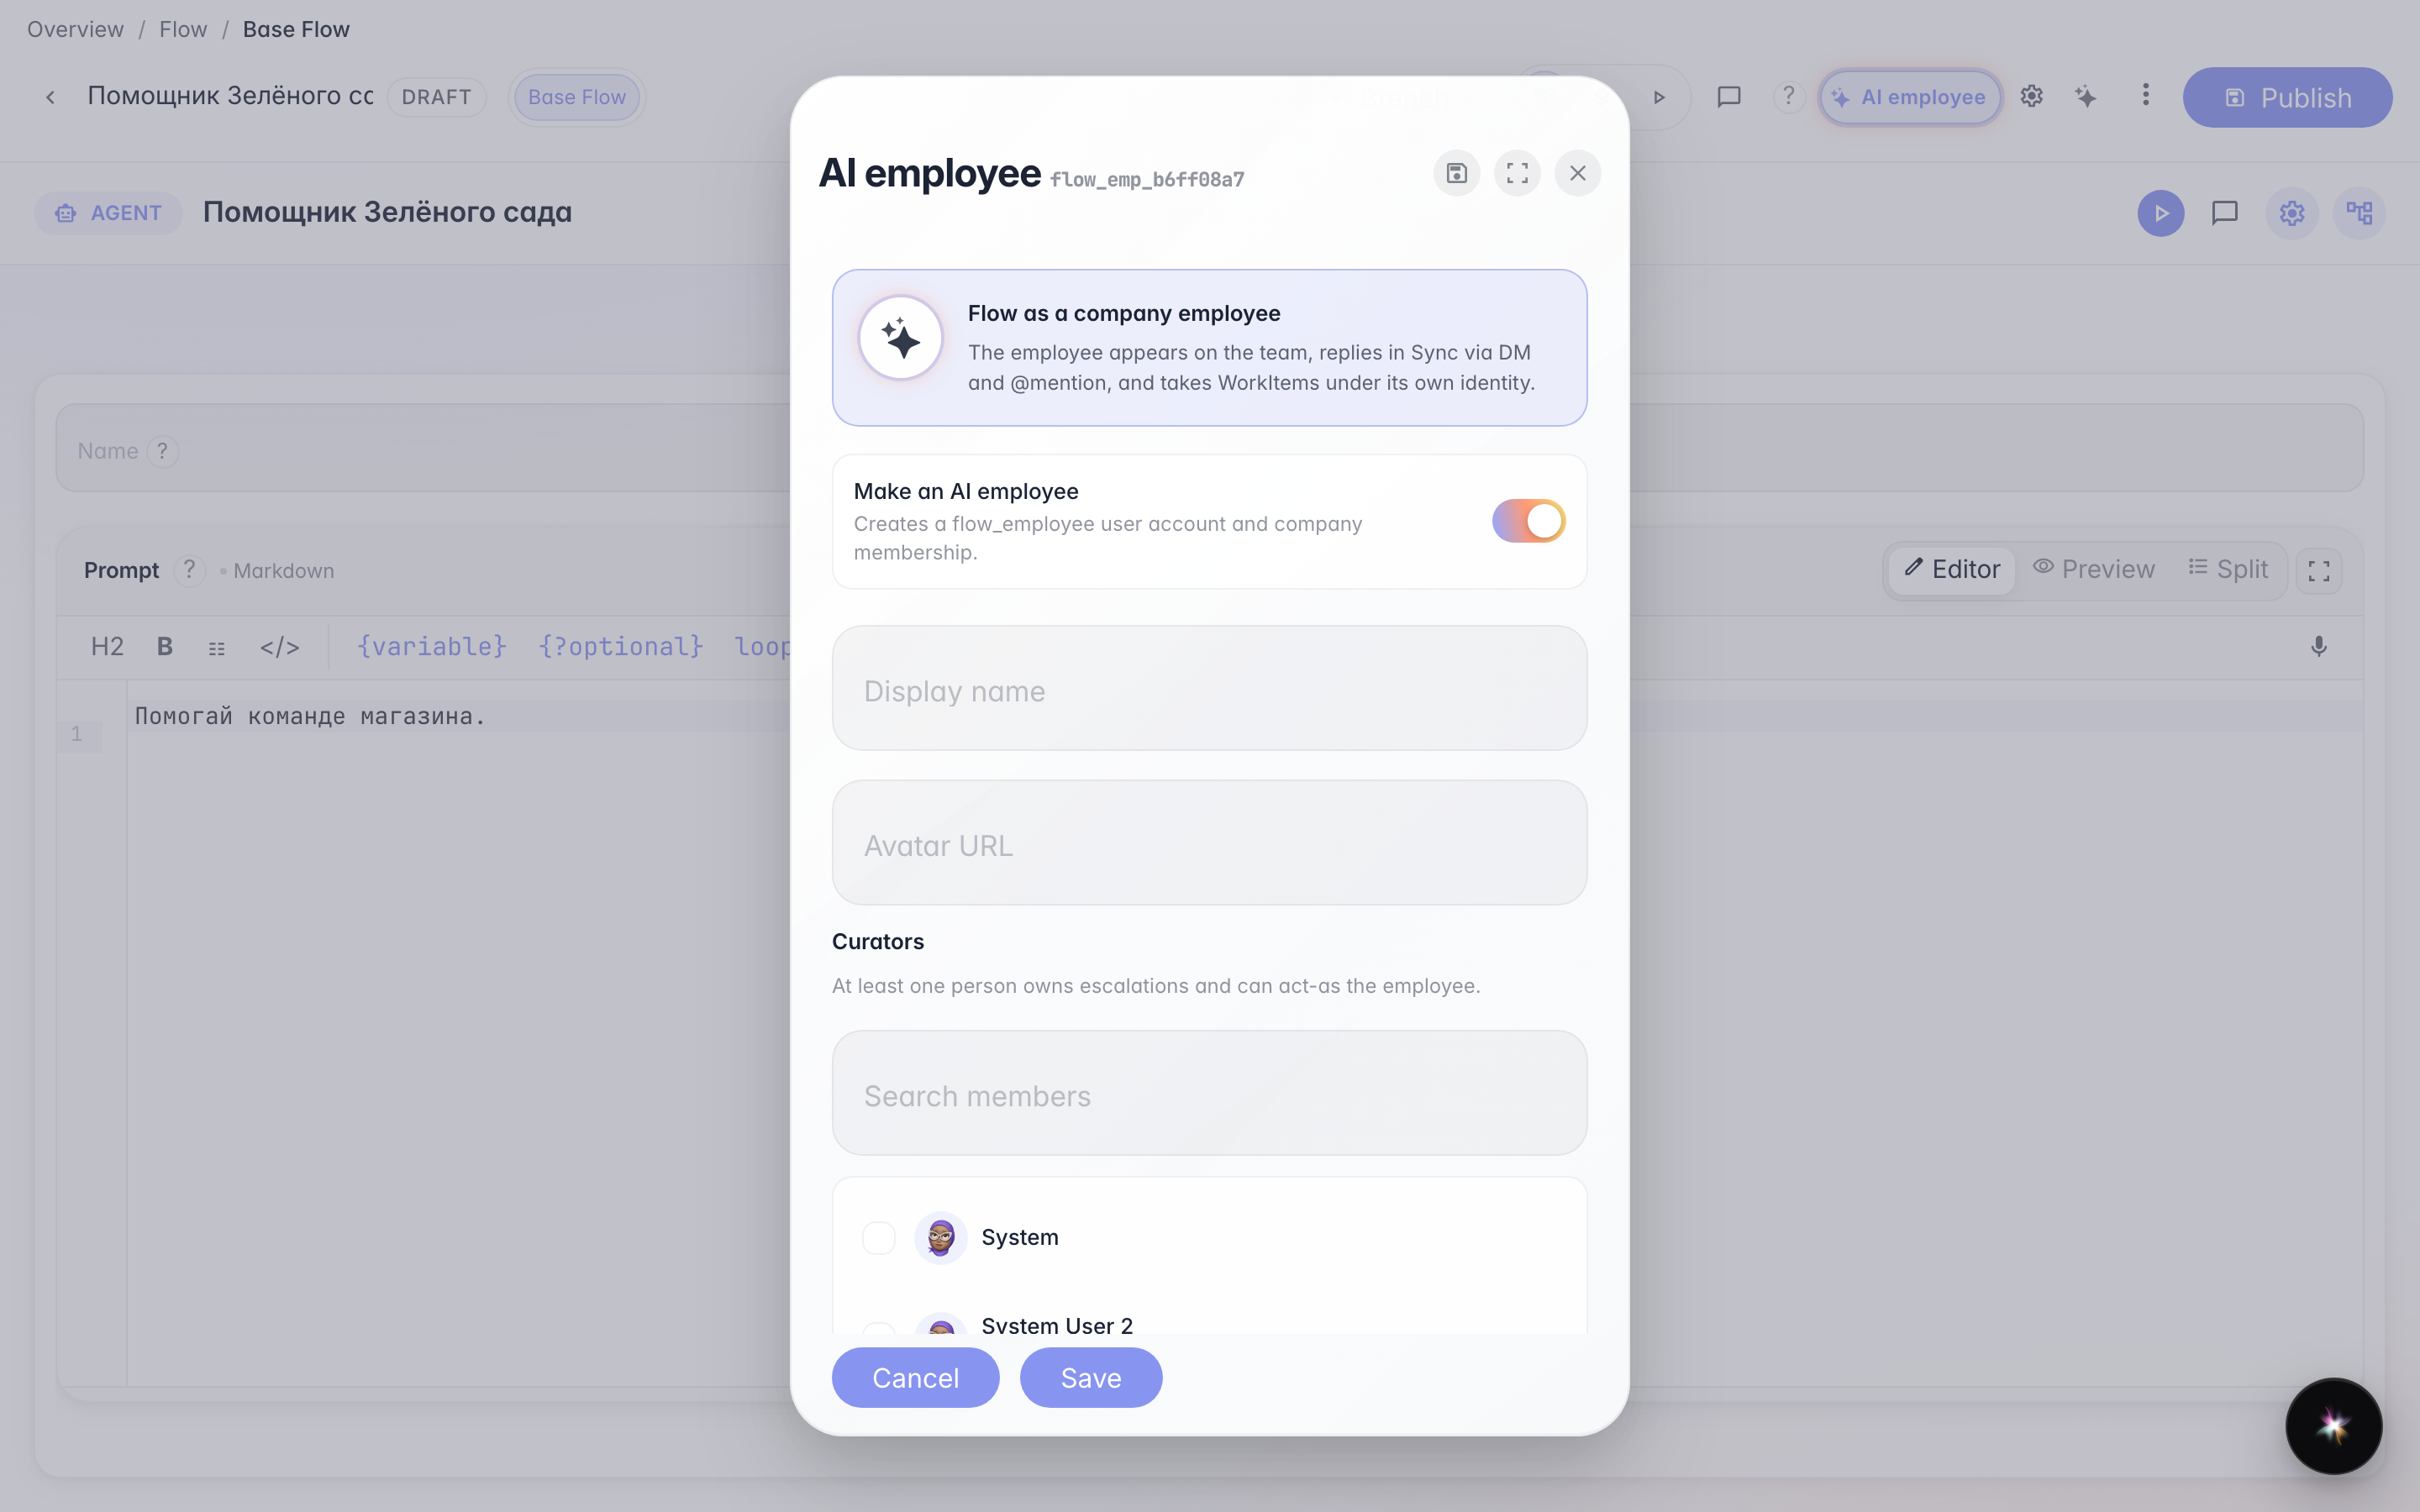 Overview / Flow / Base Flow
Помощник Зелёного са
DRAFT
Base Flow
AI employee
Publish
AGENT
Помощник Зелёного сада
Name ?
Prompt ? • Markdown
Editor
Preview
Split
H2 B </> {variable} {?optional} loop
1
Помогай команде магазина.
AI employee flow_emp_b6ff08a7
Flow as a company employee
The employee appears on the team, replies in Sync via DM
and @mention, and takes WorkItems under its own identity.
Make an AI employee
Creates a flow_employee user account and company
membership.
Display name
Avatar URL
Curators
At least one person owns escalations and can act-as the employee.
Search members
System
System User 2
Cancel
Save